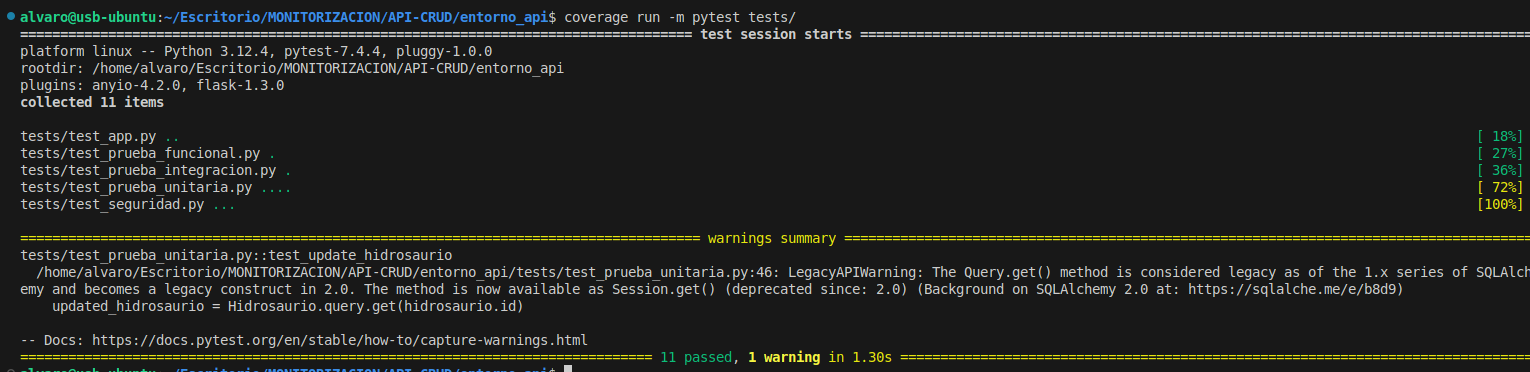 alvaro@usb-ubuntu:~/Escritorio/MONITORIZACION/API-CRUD/entorno_api$ coverage run -m pytest tests/
==================================================================================== test session starts ====================================================================================
platform linux -- Python 3.12.4, pytest-7.4.4, pluggy-1.0.0
rootdir: /home/alvaro/Escritorio/MONITORIZACION/API-CRUD/entorno_api
plugins: anyio-4.2.0, flask-1.3.0
collected 11 items
tests/test_app.py .. [ 18%]
tests/test_prueba_funcional.py . [ 27%]
tests/test_prueba_integracion.py . [ 36%]
tests/test_prueba_unitaria.py .... [ 72%]
tests/test_seguridad.py ... [100%]
===================================================================================== warnings summary ======================================================================================
tests/test_prueba_unitaria.py::test_update_hidrosaurio
/home/alvaro/Escritorio/MONITORIZACION/API-CRUD/entorno_api/tests/test_prueba_unitaria.py:46: LegacyAPIWarning: The Query.get() method is considered legacy as of the 1.x series of SQLAlch
emy and becomes a legacy construct in 2.0. The method is now available as Session.get() (deprecated since: 2.0) (Background on SQLAlchemy 2.0 at: https://sqlalche.me/e/b8d9)
updated_hidrosaurio = Hidrosaurio.query.get(hidrosaurio.id)
-- Docs: https://docs.pytest.org/en/stable/how-to/capture-warnings.html
=============================================================================== 11 passed, 1 warning in 1.30s ===============================================================================
alvaro@usb-ubuntu:~/Escritorio/MONITORIZACION/API-CRUD/entorno_api$